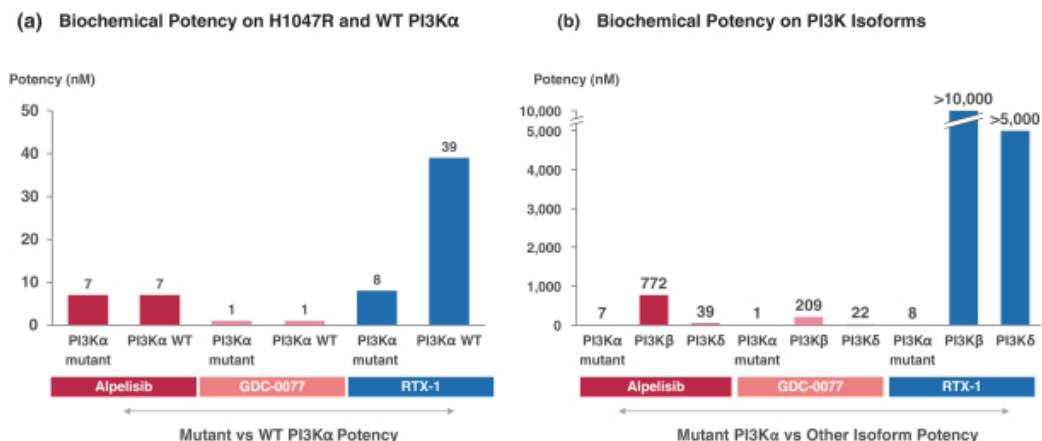 (a) Biochemical Potency on H1047R and WT PI3Kα
Potency (nM)
50
40
30
20
10
0
7
7
1
1
8
39
PI3Kα mutant
PI3Kα WT
PI3Kα mutant
PI3Kα WT
PI3Kα mutant
PI3Kα WT
Alpelisib
GDC-0077
RTX-1
Mutant vs WT PI3Kα Potency
(b) Biochemical Potency on PI3K Isoforms
Potency (nM)
10,000
5,000
4,000
3,000
2,000
1,000
0
7
772
39
1
209
22
8
>10,000
>5,000
PI3Kα mutant
PI3Kβ
PI3Kδ
PI3Kα mutant
PI3Kβ
PI3Kδ
PI3Kα mutant
PI3Kβ
PI3Kδ
Alpelisib
GDC-0077
RTX-1
Mutant PI3Kα vs Other Isoform Potency